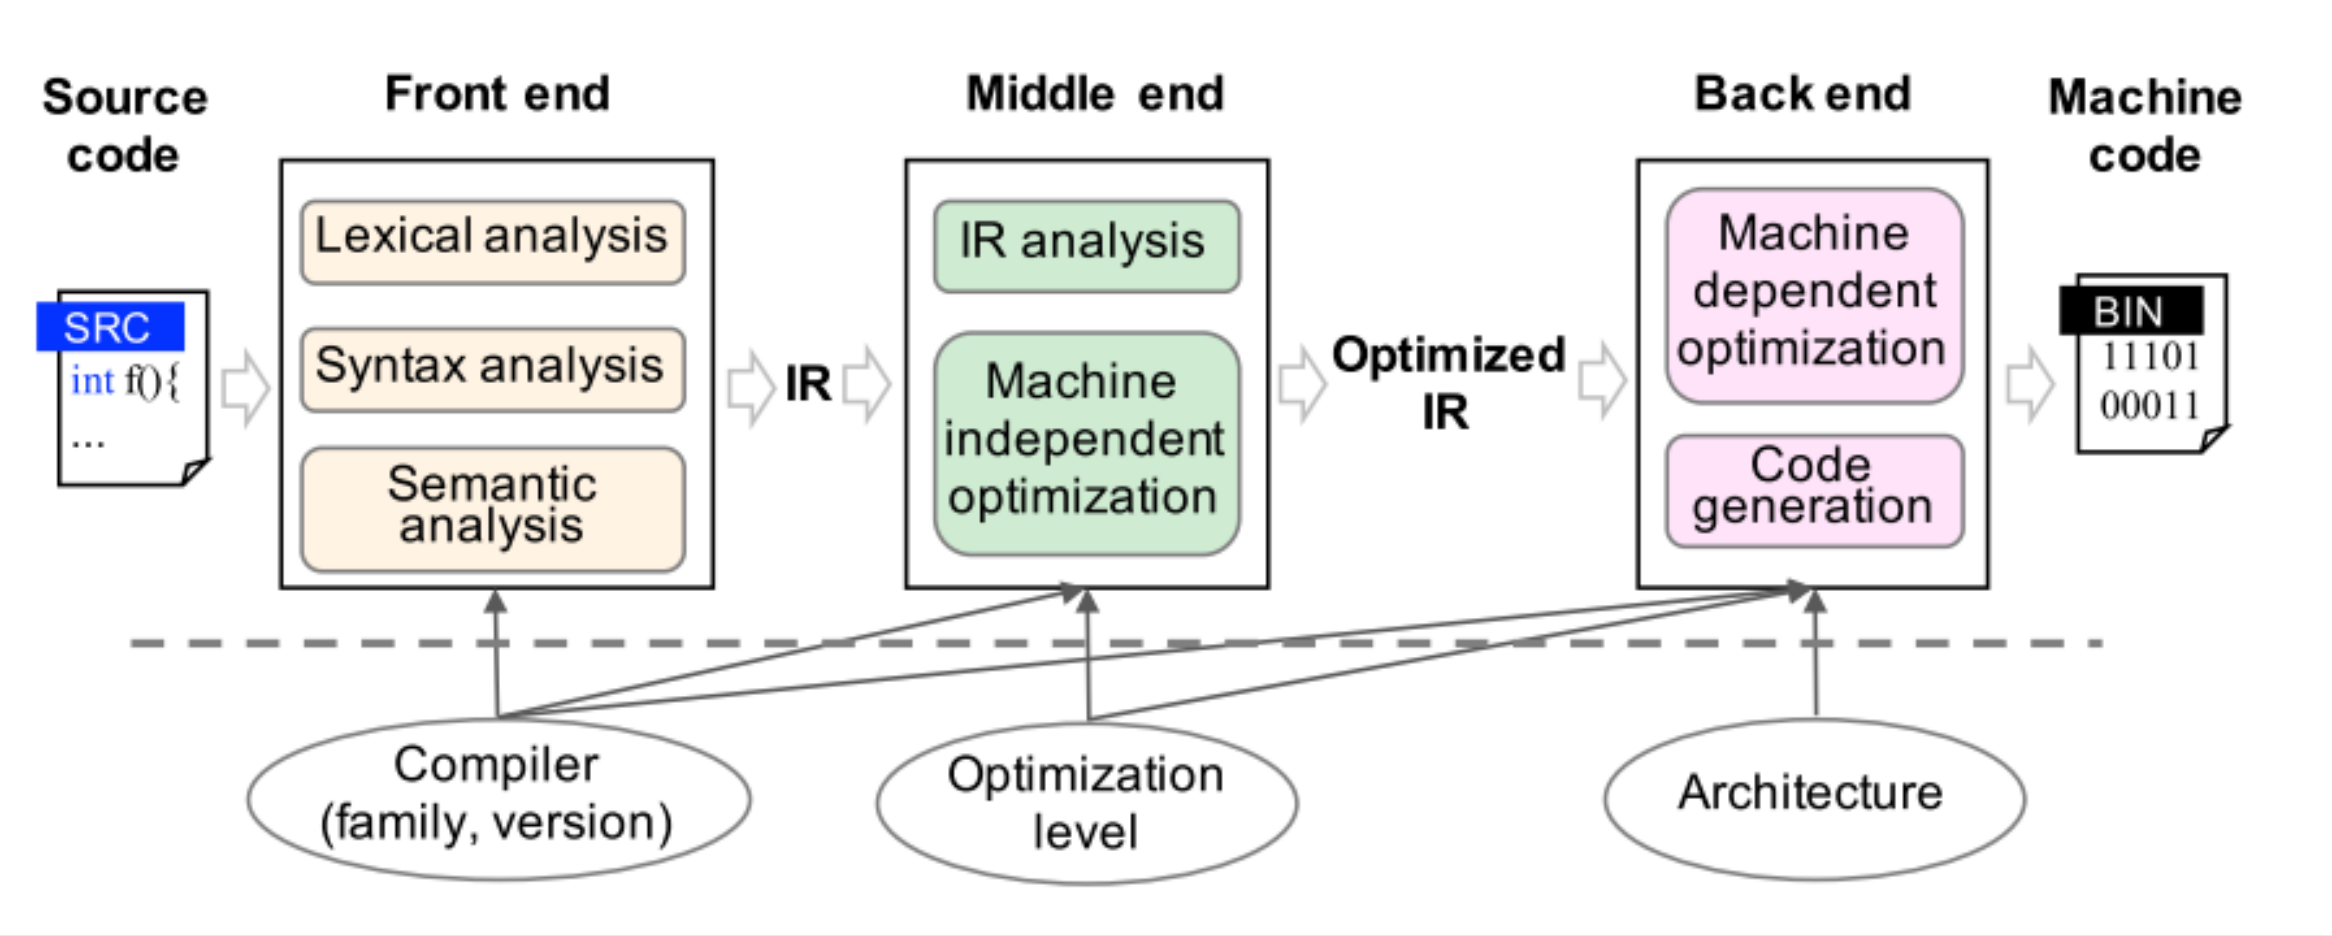 Source
code
Front end
Middle end
Back end
Machine
code
SRC
int f(){
...
Lexical analysis
Syntax analysis
Semantic
analysis
IR
IR analysis
Machine
independent
optimization
Optimized
IR
Machine
dependent
optimization
Code
generation
BIN
11101
00011
Compiler
(family, version)
Optimization
level
Architecture